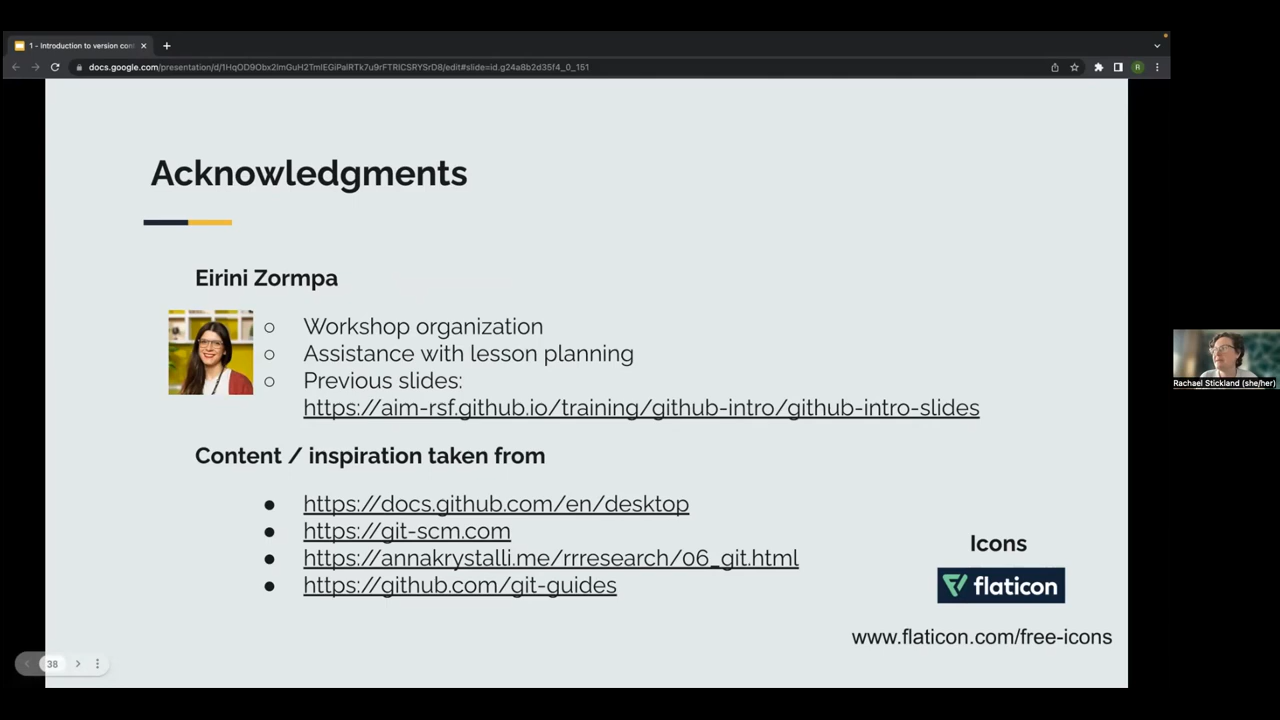 1 - Introduction to version con
docs.google.com/presentation/d/1HqOD9Obx2lmGuH2TmIEGiPaIRTk7u9rFTRlCSRYSrD8/edit#slide=id.g24a8b2d35f4_0_151
R
Acknowledgments
Eirini Zormpa
○ Workshop organization
○ Assistance with lesson planning
○ Previous slides:
https://aim-rsf.github.io/training/github-intro/github-intro-slides
Content / inspiration taken from
● https://docs.github.com/en/desktop
● https://git-scm.com
● https://annakrystalli.me/rrresearch/06_git.html
● https://github.com/git-guides
Icons
flaticon
www.flaticon.com/free-icons
38
Rachael Stickland (she/her)